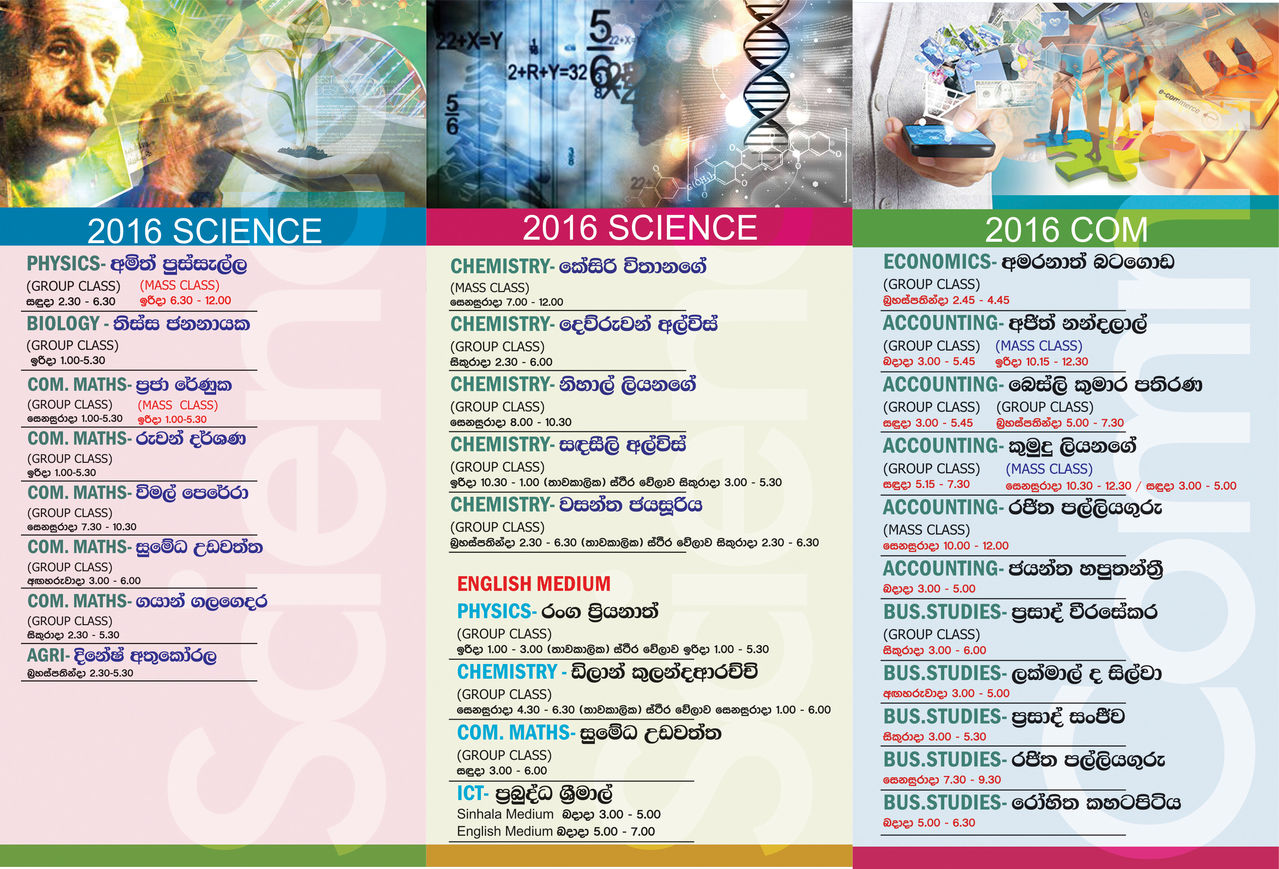 22+X=Y
5
6
22+X
2+R+Y=32
5
6
e-commerce
2016 SCIENCE
PHYSICS- අමිත් පුස්සැල්ල
(GROUP CLASS) (MASS CLASS)
සඳුදා 2.30 - 6.30 ඉරිදා 6.30 - 12.00
BIOLOGY - තිස්ස ජනනායක
(GROUP CLASS)
ඉරිදා 1.00-5.30
COM. MATHS- ප්‍රජා රේණුක
(GROUP CLASS) (MASS CLASS)
සෙනසුරාදා 1.00-5.30 ඉරිදා 1.00-5.30
COM. MATHS- රුවන් දර්ශණ
(GROUP CLASS)
ඉරිදා 1.00-5.30
COM. MATHS- විමල් පෙරේරා
(GROUP CLASS)
සෙනසුරාදා 7.30 - 10.30
COM. MATHS- සුමේධ උඩවත්ත
(GROUP CLASS)
අඟහරුවාදා 3.00 - 6.00
COM. MATHS- ගයාන් ගලගෙදර
(GROUP CLASS)
සිකුරාදා 2.30 - 5.30
AGRI- දිනේෂ් අතුකෝරල
බ්‍රහස්පතින්දා 2.30-5.30
Science
2016 SCIENCE
CHEMISTRY- කේසිරි විතානගේ
(MASS CLASS)
සෙනසුරාදා 7.00 - 12.00
CHEMISTRY- දෙව්රුවන් අල්විස්
(GROUP CLASS)
සිකුරාදා 2.30 - 6.00
CHEMISTRY- නිහාල් ලියනගේ
(GROUP CLASS)
සෙනසුරාදා 8.00 - 10.30
CHEMISTRY- සඳසීලි අල්විස්
(GROUP CLASS)
ඉරිදා 10.30 - 1.00 (තාවකාලික) ස්ථිර වේලාව සිකුරාදා 3.00 - 5.30
CHEMISTRY- වසන්ත ජයසූරිය
(GROUP CLASS)
බ්‍රහස්පතින්දා 2.30 - 6.30 (තාවකාලික) ස්ථිර වේලාව සිකුරාදා 2.30 - 6.30
ENGLISH MEDIUM
PHYSICS- රංග ප්‍රියනාත්
(GROUP CLASS)
ඉරිදා 1.00 - 3.00 (තාවකාලික) ස්ථිර වේලාව ඉරිදා 1.00 - 5.30
CHEMISTRY - ඩිලාන් කුලන්දආරච්චි
(GROUP CLASS)
සෙනසුරාදා 4.30 - 6.30 (තාවකාලික) ස්ථිර වේලාව සෙනසුරාදා 1.00 - 6.00
COM. MATHS- සුමේධ උඩවත්ත
(GROUP CLASS)
සඳුදා 3.00 - 6.00
ICT- ප්‍රබුද්ධ ශ්‍රීමාල්
Sinhala Medium බදාදා 3.00 - 5.00
English Medium බදාදා 5.00 - 7.00
Science
2016 COM
ECONOMICS- අමරනාත් බටගොඩ
(GROUP CLASS)
බ්‍රහස්පතින්දා 2.45 - 4.45
ACCOUNTING- අජිත් නන්දලාල්
(GROUP CLASS) (MASS CLASS)
බදාදා 3.00 - 5.45 ඉරිදා 10.15 - 12.30
ACCOUNTING- බෙස්ලි කුමාර පතිරණ
(GROUP CLASS) (GROUP CLASS)
සඳුදා 3.00 - 5.45 බ්‍රහස්පතින්දා 5.00 - 7.30
ACCOUNTING- කුමුදු ලියනගේ
(GROUP CLASS) (MASS CLASS)
සඳුදා 5.15 - 7.30 සෙනසුරාදා 10.30 - 12.30 / සඳුදා 3.00 - 5.00
ACCOUNTING- රජිත පල්ලියගුරු
(MASS CLASS)
සෙනසුරාදා 10.00 - 12.00
ACCOUNTING- ජයන්ත හපුතන්ත්‍රී
බදාදා 3.00 - 5.00
BUS.STUDIES- ප්‍රසාද් වීරසේකර
(GROUP CLASS)
සිකුරාදා 3.00 - 6.00
BUS.STUDIES- ලක්මාල් ද සිල්වා
අඟහරුවාදා 3.00 - 5.00
BUS.STUDIES- ප්‍රසාද් සංජීව
සිකුරාදා 3.00 - 5.30
BUS.STUDIES- රජිත පල්ලියගුරු
සෙනසුරාදා 7.30 - 9.30
BUS.STUDIES- රෝහිත කහටපිටිය
බදාදා 5.00 - 6.30
Comm